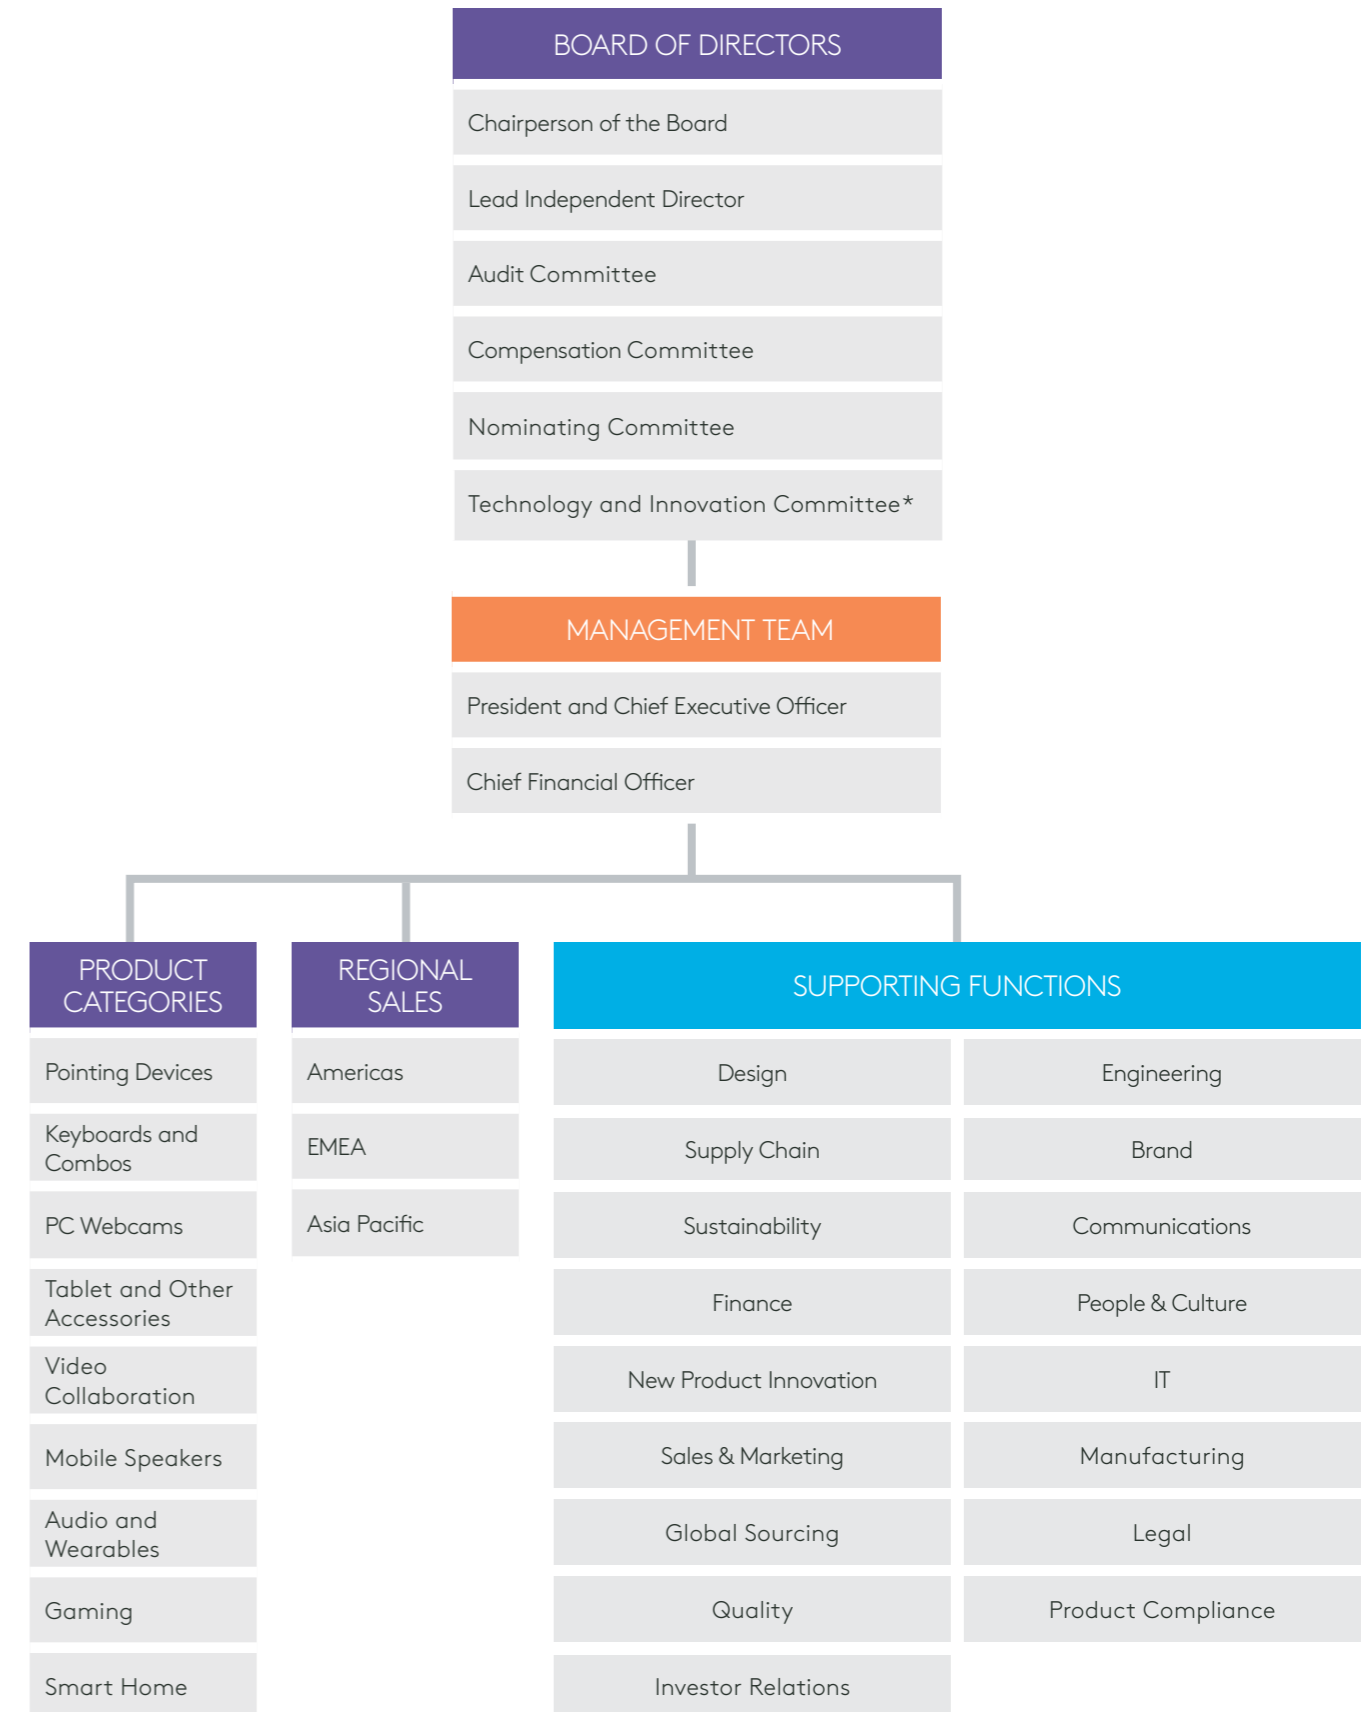 BOARD OF DIRECTORS
Chairperson of the Board
Lead Independent Director
Audit Committee
Compensation Committee
Nominating Committee
Technology and Innovation Committee*
MANAGEMENT TEAM
President and Chief Executive Officer
Chief Financial Officer
PRODUCT
CATEGORIES
Pointing Devices
Keyboards and
Combos
PC Webcams
Tablet and Other
Accessories
Video
Collaboration
Mobile Speakers
Audio and
Wearables
Gaming
Smart Home
REGIONAL
SALES
Americas
EMEA
Asia Pacific
SUPPORTING FUNCTIONS
Design
Supply Chain
Sustainability
Finance
New Product Innovation
Sales & Marketing
Global Sourcing
Quality
Investor Relations
Engineering
Brand
Communications
People & Culture
IT
Manufacturing
Legal
Product Compliance